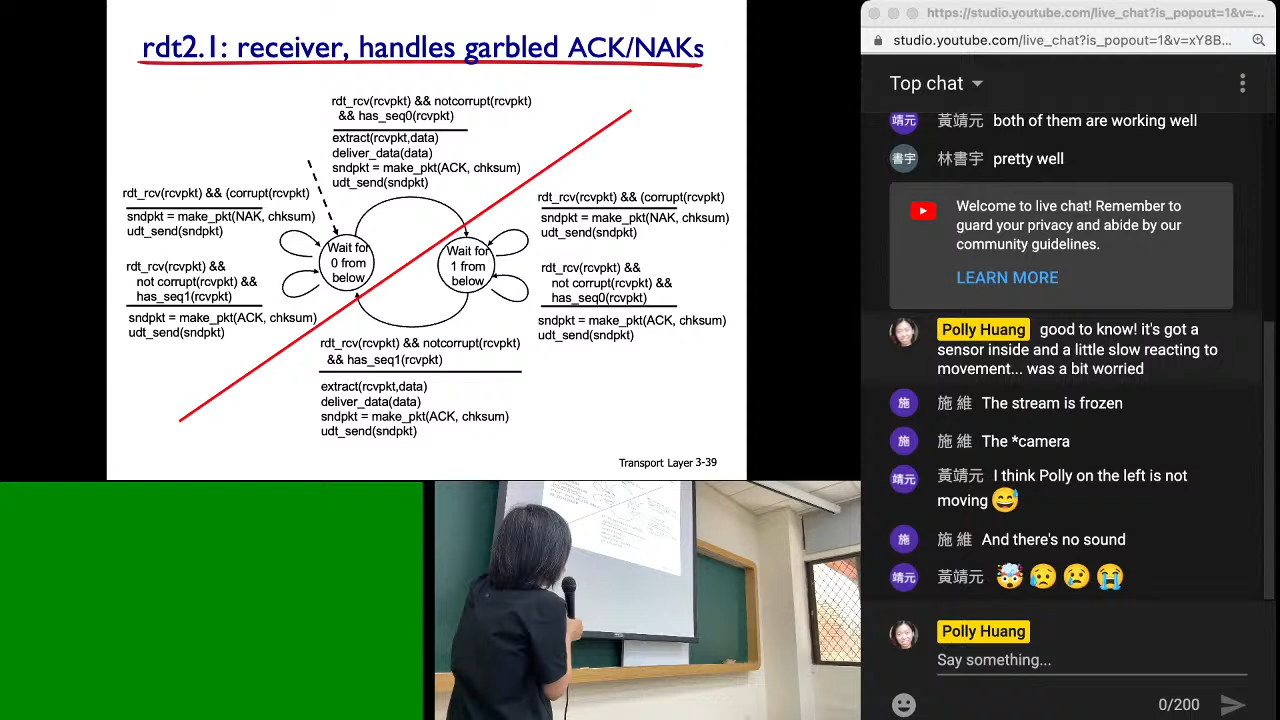 rdt2.1: receiver, handles garbled ACK/NAKs
rdt_rcv(rcvpkt) && notcorrupt(rcvpkt)
&& has_seq0(rcvpkt)
extract(rcvpkt,data)
deliver_data(data)
sndpkt = make_pkt(ACK, chksum)
udt_send(sndpkt)
rdt_rcv(rcvpkt) && (corrupt(rcvpkt)
sndpkt = make_pkt(NAK, chksum)
udt_send(sndpkt)
rdt_rcv(rcvpkt) &&
not corrupt(rcvpkt) &&
has_seq1(rcvpkt)
sndpkt = make_pkt(ACK, chksum)
udt_send(sndpkt)
Wait for
0 from
below
Wait for
1 from
below
rdt_rcv(rcvpkt) && (corrupt(rcvpkt)
sndpkt = make_pkt(NAK, chksum)
udt_send(sndpkt)
rdt_rcv(rcvpkt) &&
not corrupt(rcvpkt) &&
has_seq0(rcvpkt)
sndpkt = make_pkt(ACK, chksum)
udt_send(sndpkt)
rdt_rcv(rcvpkt) && notcorrupt(rcvpkt)
&& has_seq1(rcvpkt)
extract(rcvpkt,data)
deliver_data(data)
sndpkt = make_pkt(ACK, chksum)
udt_send(sndpkt)
Transport Layer 3-39
https://studio.youtube.com/live_chat?is_popout=1&v=...
studio.youtube.com/live_chat?is_popout=1&v=xY8B...
Top chat
靖元 黃靖元 both of them are working well
書宇 林書宇 pretty well
Welcome to live chat! Remember to
guard your privacy and abide by our
community guidelines.
LEARN MORE
Polly Huang good to know! it's got a
sensor inside and a little slow reacting to
movement... was a bit worried
施 施 維 The stream is frozen
施 施 維 The *camera
靖元 黃靖元 I think Polly on the left is not
moving 😅
施 施 維 And there's no sound
靖元 黃靖元 🤯😥😢😭
Polly Huang
Say something...
0/200